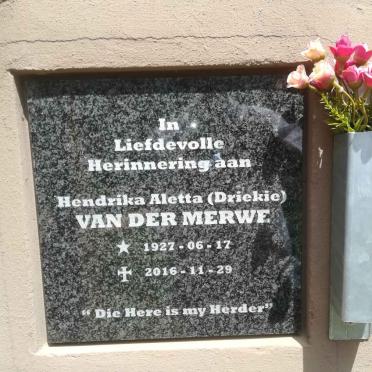 In
Liefdevolle
Herinnering aan
Hendrika Aletta (Driekie)
VAN DER MERWE
1927 - 06 - 17
2016 - 11 - 29
“ Die Here is my Herder”